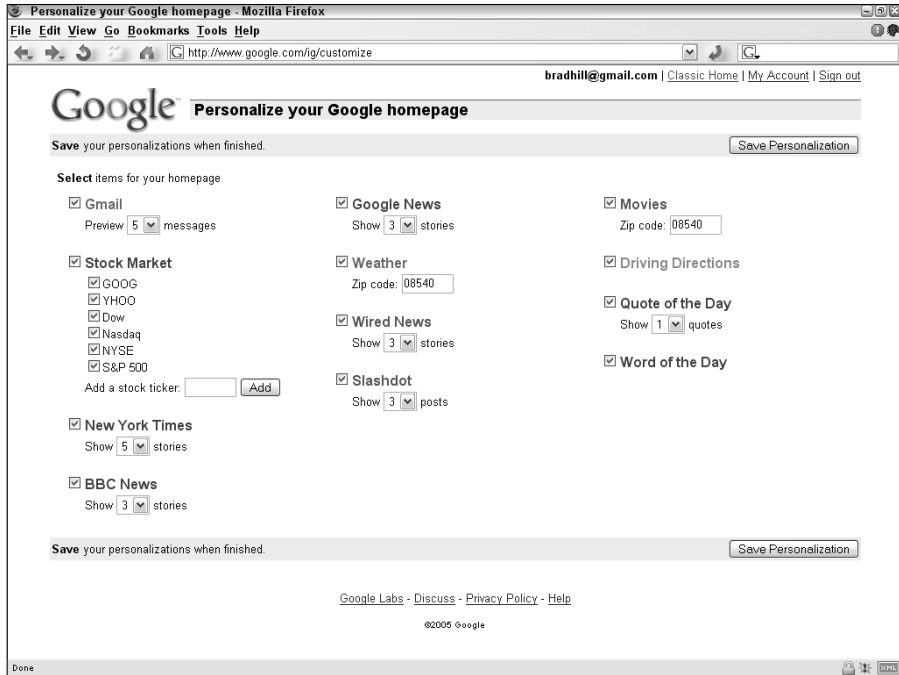 Personalize your Google homepage - Mozilla Firefox
File Edit View Go Bookmarks Tools Help
G http://www.google.com/ig/customize
G
bradhill@gmail.com | Classic Home | My Account | Sign out
Google Personalize your Google homepage
Save your personalizations when finished. Save Personalization
Select items for your homepage
Gmail
Preview 5 messages
Stock Market
GOOG
YHOO
Dow
Nasdaq
NYSE
S&P 500
Add a stock ticker: Add
New York Times
Show 5 stories
BBC News
Show 3 stories
Google News
Show 3 stories
Weather
Zip code: 08540
Wired News
Show 3 stories
Slashdot
Show 3 posts
Movies
Zip code: 08540
Driving Directions
Quote of the Day
Show 1 quotes
Word of the Day
Save your personalizations when finished. Save Personalization
Google Labs - Discuss - Privacy Policy - Help
©2005 Google
Done XML